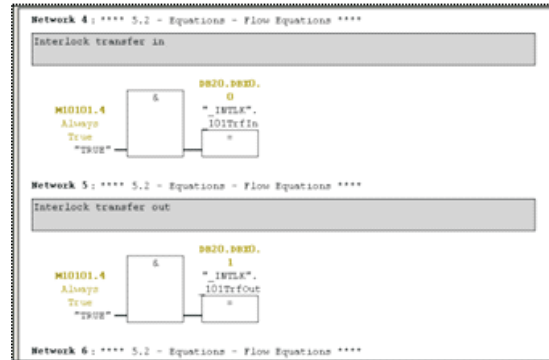 Network 4: **** 5.2 - Equations - Flow Equations ****
Interlock transfer in
DB20.DBX0.
0
&
"_INTLK".
M10101.4
_101TrfIn
Always
=
True
"TRUE"
Network 5: **** 5.2 - Equations - Flow Equations ****
Interlock transfer out
DB20.DBX0.
1
&
"_INTLK".
M10101.4
_101TrfOut
Always
=
True
"TRUE"
Network 6: **** 5.2 - Equations - Flow Equations ****